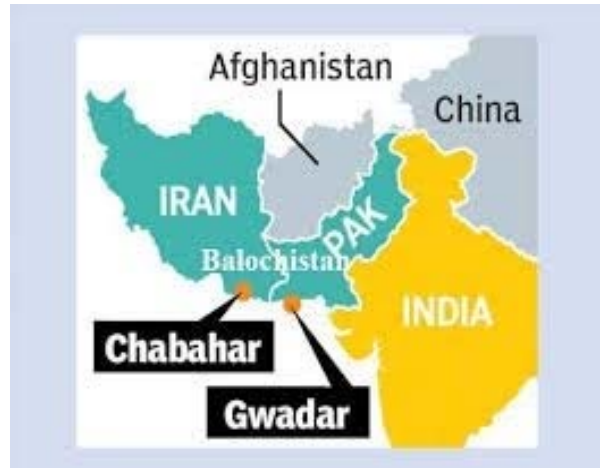 Afghanistan
China
IRAN
PAK
Balochistan
INDIA
Chabahar
Gwadar